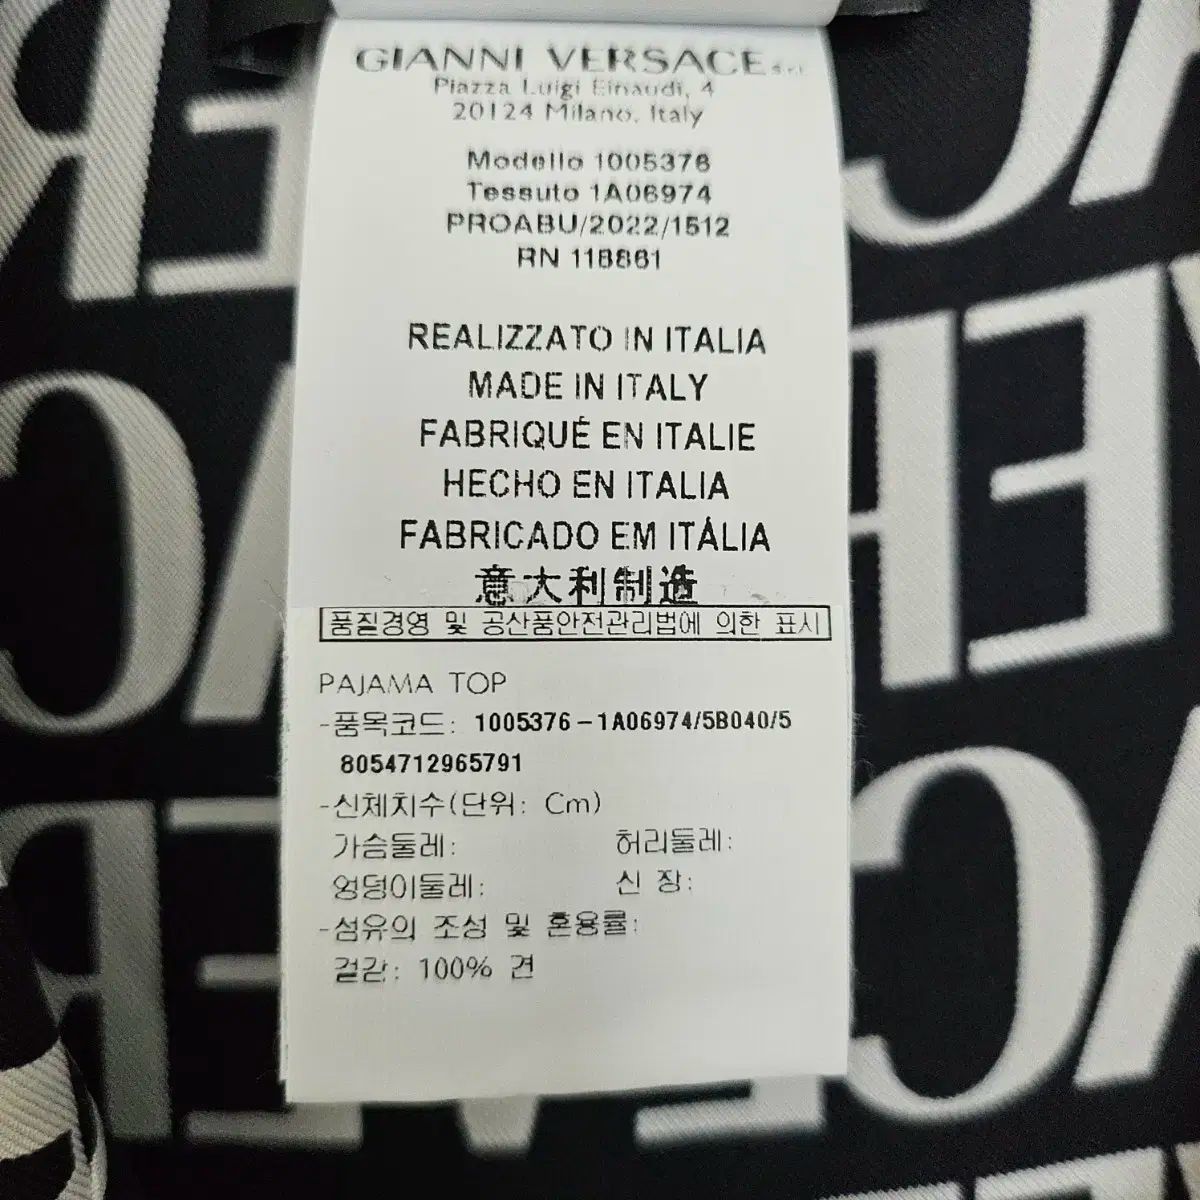 GIANNI VERSACE s.r.l
Piazza Luigi Einaudi, 4
20124 Milano, Italy
Modello 1005376
Tessuto 1A06974
PROABU/2022/1512
RN 118861
REALIZZATO IN ITALIA
MADE IN ITALY
FABRIQUÉ EN ITALIE
HECHO EN ITALIA
FABRICADO EM ITÁLIA
意大利制造
품질경영 및 공산품안전관리법에 의한 표시
PAJAMA TOP
-품목코드: 1005376-1A06974/5B040/5
8054712965791
-신체치수(단위: Cm)
가슴둘레: 허리둘레:
엉덩이둘레: 신 장:
-섬유의 조성 및 혼용률:
겉감: 100% 견